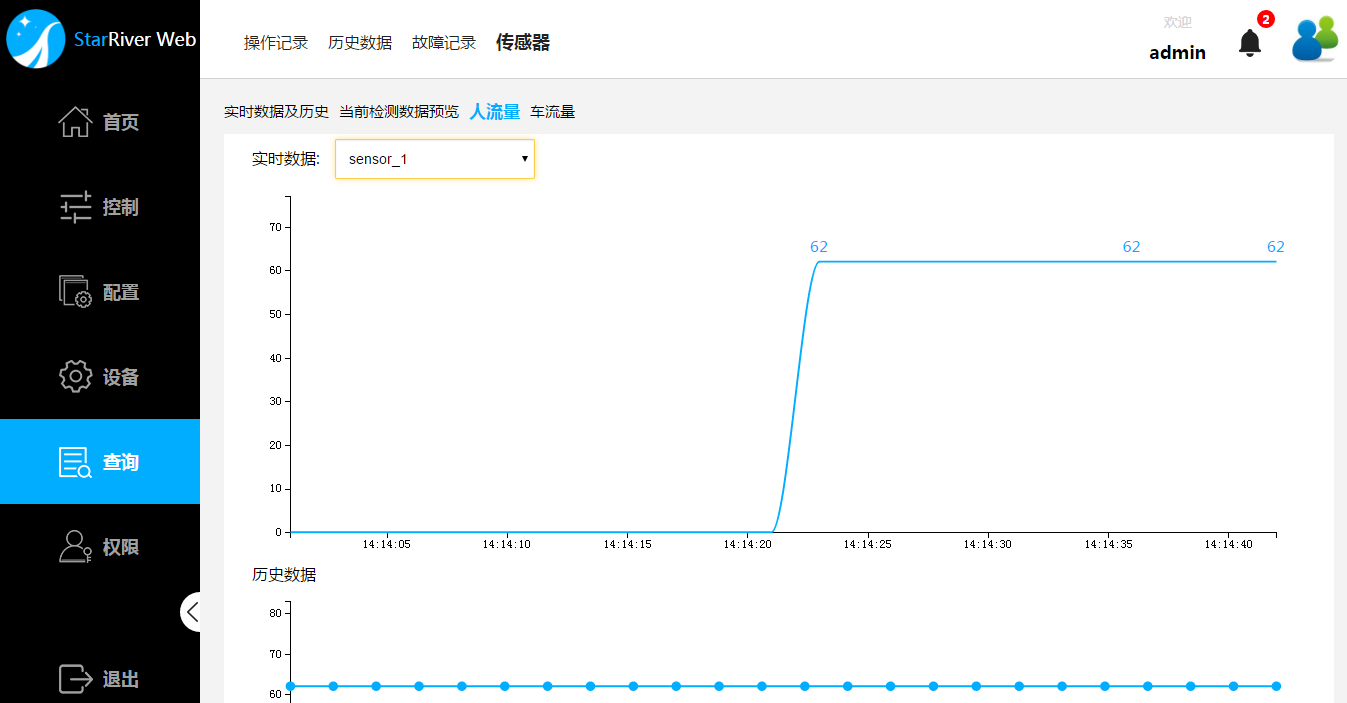 StarRiver Web
操作记录 历史数据 故障记录 传感器
欢迎
admin
2
首页
控制
配置
设备
查询
权限
退出
实时数据及历史 当前检测数据预览 人流量 车流量
实时数据: sensor_1
70
60
50
40
30
20
10
0
62 62 62
14:14:05 14:14:10 14:14:15 14:14:20 14:14:25 14:14:30 14:14:35 14:14:40
历史数据
80
70
60